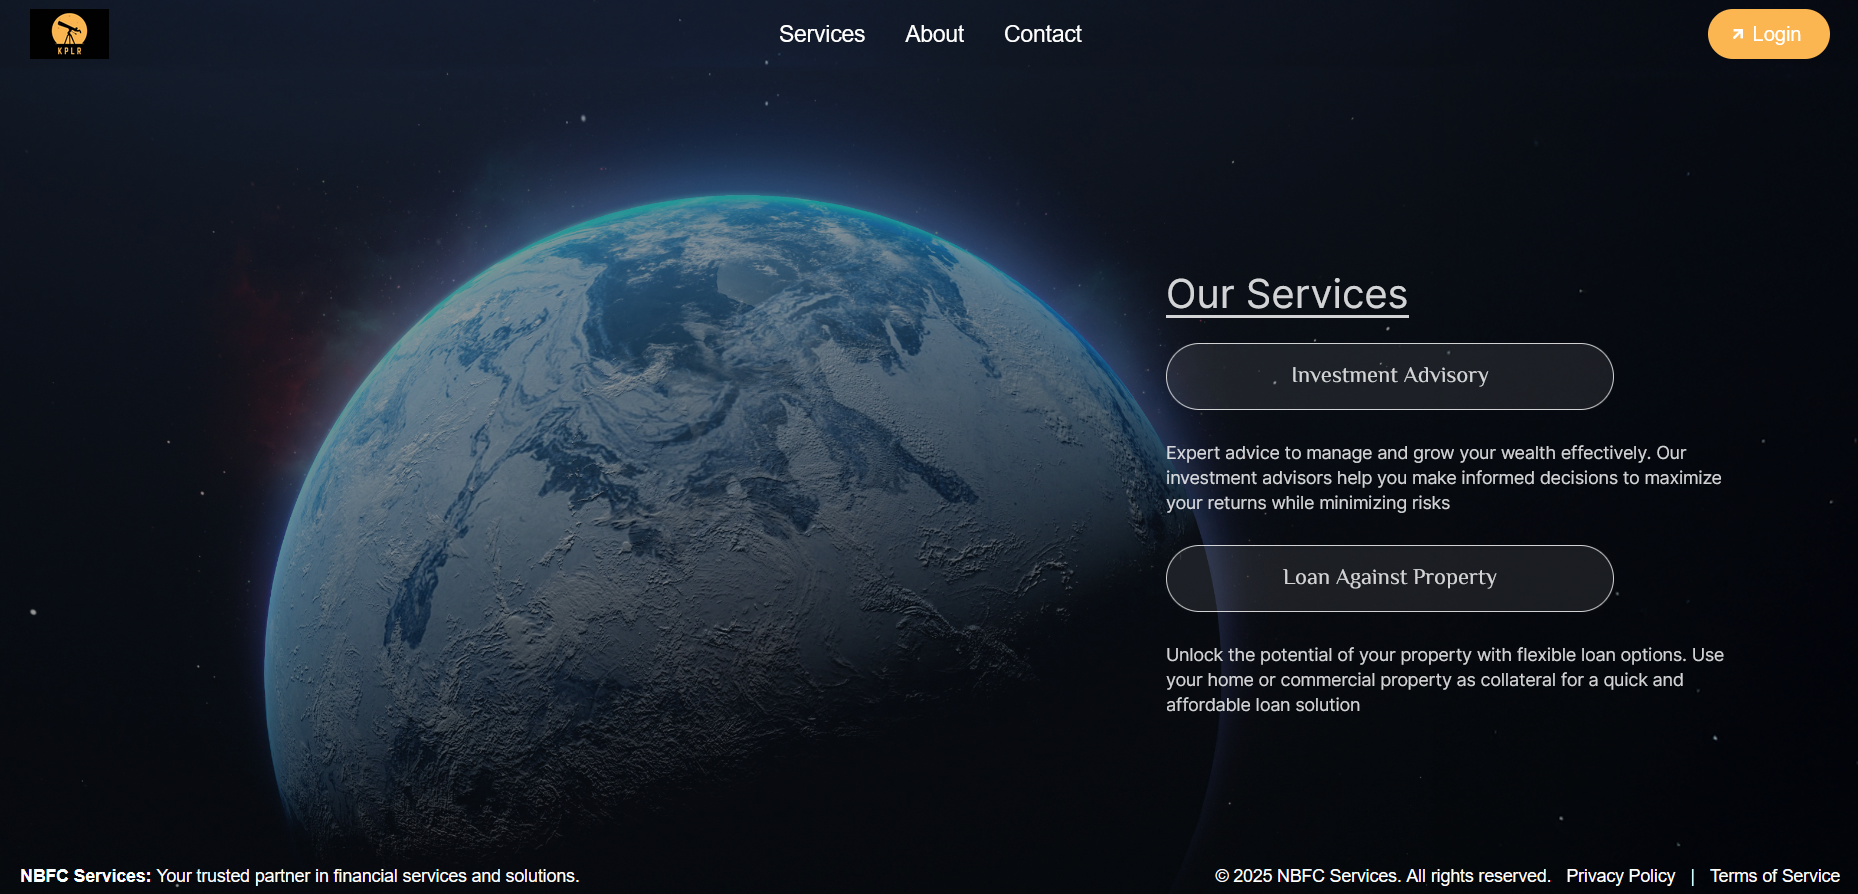 KPLR
Services About Contact
Login
Our Services
Investment Advisory
Expert advice to manage and grow your wealth effectively. Our
investment advisors help you make informed decisions to maximize
your returns while minimizing risks
Loan Against Property
Unlock the potential of your property with flexible loan options. Use
your home or commercial property as collateral for a quick and
affordable loan solution
NBFC Services: Your trusted partner in financial services and solutions.
© 2025 NBFC Services. All rights reserved. Privacy Policy | Terms of Service